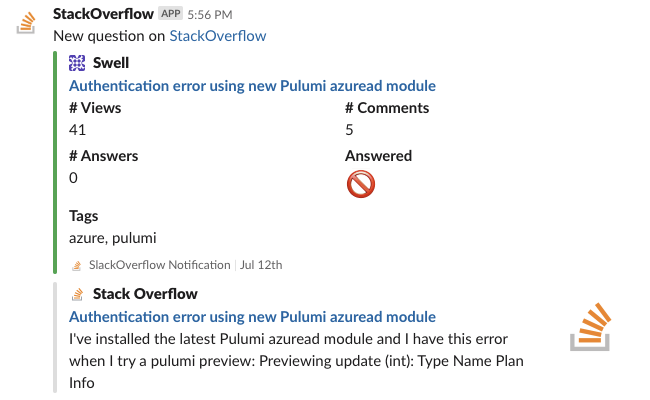 StackOverflow APP 5:56 PM
New question on StackOverflow
Swell
Authentication error using new Pulumi azuread module
# Views # Comments
41 5
# Answers Answered
0
Tags
azure, pulumi
SlackOverflow Notification | Jul 12th
Stack Overflow
Authentication error using new Pulumi azuread module
I've installed the latest Pulumi azuread module and I have this error
when I try a pulumi preview: Previewing update (int): Type Name Plan
Info